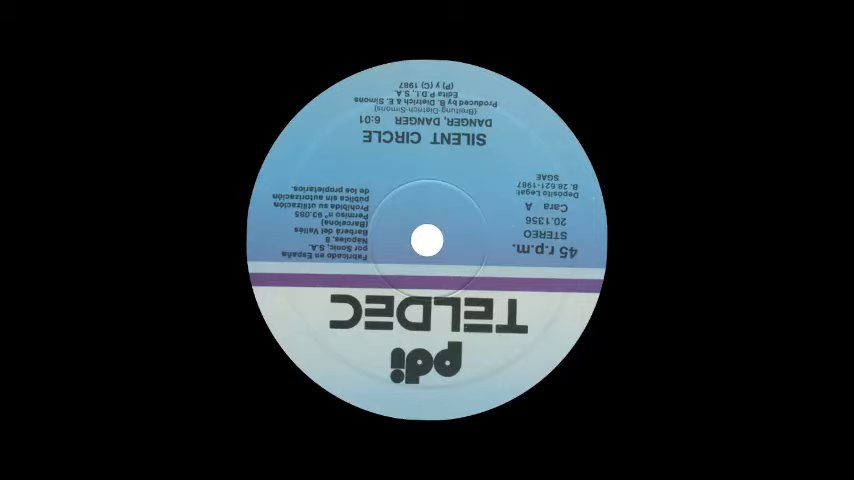 pdi
TELDEC
45 r.p.m.
STEREO
20.1356
Cara A
Depósito Legal:
B. 28.621-1987
SGAE
Fabricado en España
por Sonic, S.A.
Nápoles, 8
Barberá del Vallés
(Barcelona)
Permiso nº 93.085
Prohibida su utilización
pública sin autorización
de los propietarios.
SILENT CIRCLE
DANGER, DANGER 6:01
(Breitung-Dietrich-Simons)
Produced by B. Dietrich & E. Simons
Edita P.D.I., S.A.
(P) y (C) 1987